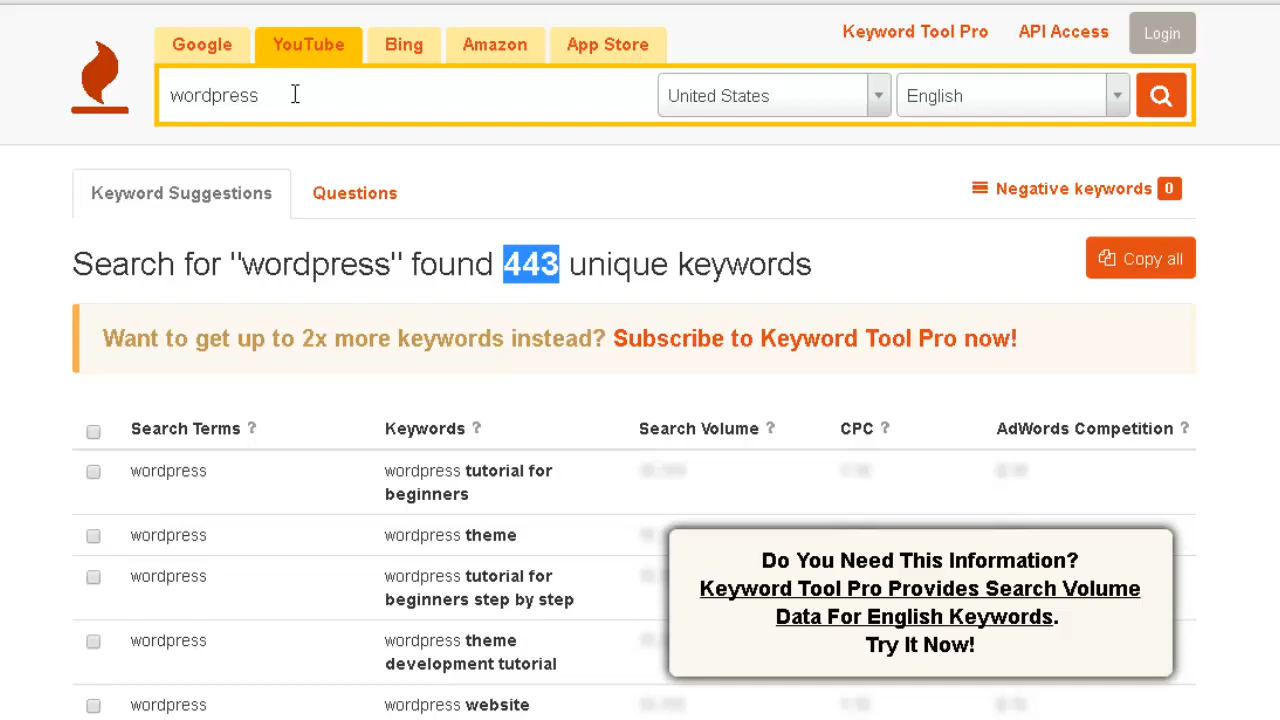 Keyword Tool Pro API Access Login
Google YouTube Bing Amazon App Store
wordpress United States English
Keyword Suggestions Questions Negative keywords 0
Search for "wordpress" found 443 unique keywords Copy all
Want to get up to 2x more keywords instead? Subscribe to Keyword Tool Pro now!
Search Terms ? Keywords ? Search Volume ? CPC ? AdWords Competition ?
wordpress wordpress tutorial for
beginners
wordpress wordpress theme
wordpress wordpress tutorial for
beginners step by step
wordpress wordpress theme
development tutorial
wordpress wordpress website
Do You Need This Information?
Keyword Tool Pro Provides Search Volume
Data For English Keywords.
Try It Now!